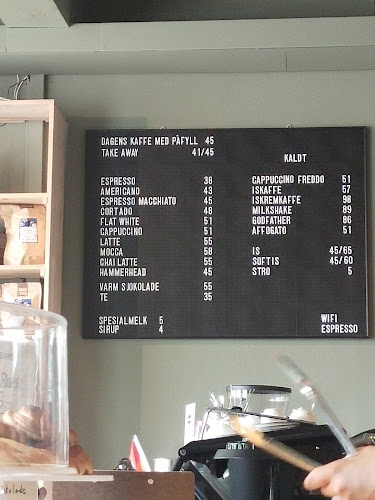 DAGENS KAFFE MED PÅFYLL 45
TAKE AWAY 41/45
ESPRESSO 38
AMERICANO 43
ESPRESSO MACCHIATO 45
CORTADO 48
FLAT WHITE 51
CAPPUCCINO 51
LATTE 55
MOCCA 58
CHAI LATTE 55
HAMMERHEAD 45
VARM SJOKOLADE 55
TE 35
SPESIALMELK 5
SIRUP 4
KALDT
CAPPUCCINO FREDDO 51
ISKAFFE 57
ISKREMKAFFE 98
MILKSHAKE 89
GODFATHER 86
AFFOGATO 51
IS 45/65
SOFTIS 45/60
STRØ 5
WIFI
ESPRESSO